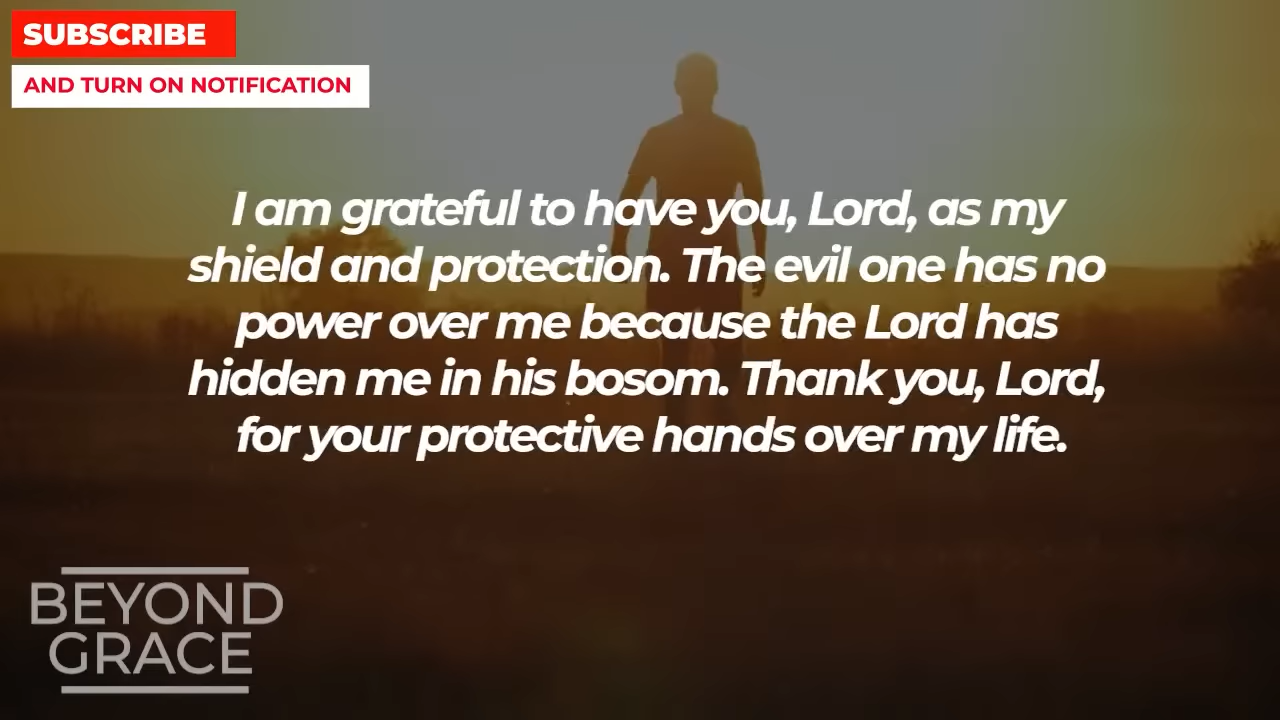 SUBSCRIBE
AND TURN ON NOTIFICATION
I am grateful to have you, Lord, as my
shield and protection. The evil one has no
power over me because the Lord has
hidden me in his bosom. Thank you, Lord,
for your protective hands over my life.
BEYOND
GRACE